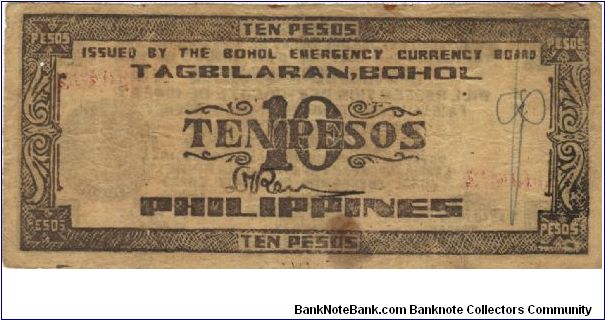 TEN PESOS
PESOS PESOS
ISSUED BY THE BOHOL EMERGENCY CURRENCY BOARD
TAGBILARAN, BOHOL
TEN 10 PESOS
PHILIPPINES
PESOS PESOS
TEN PESOS
BankNoteBank.com Banknote Collectors Community